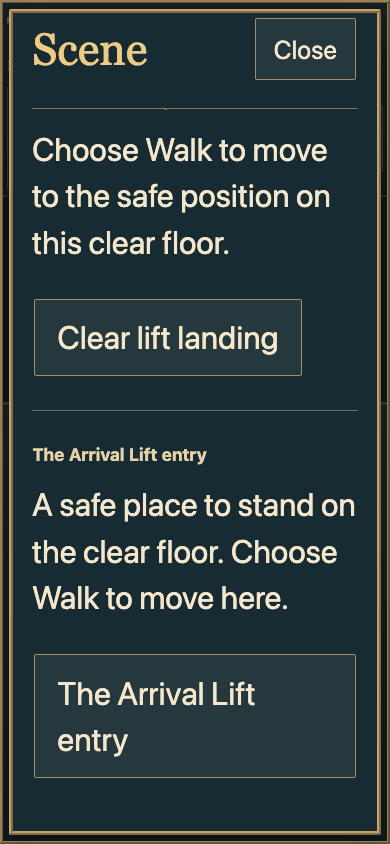 Scene
Close
Choose Walk to move
to the safe position on
this clear floor.
Clear lift landing
The Arrival Lift entry
A safe place to stand on
the clear floor. Choose
Walk to move here.
The Arrival Lift
entry